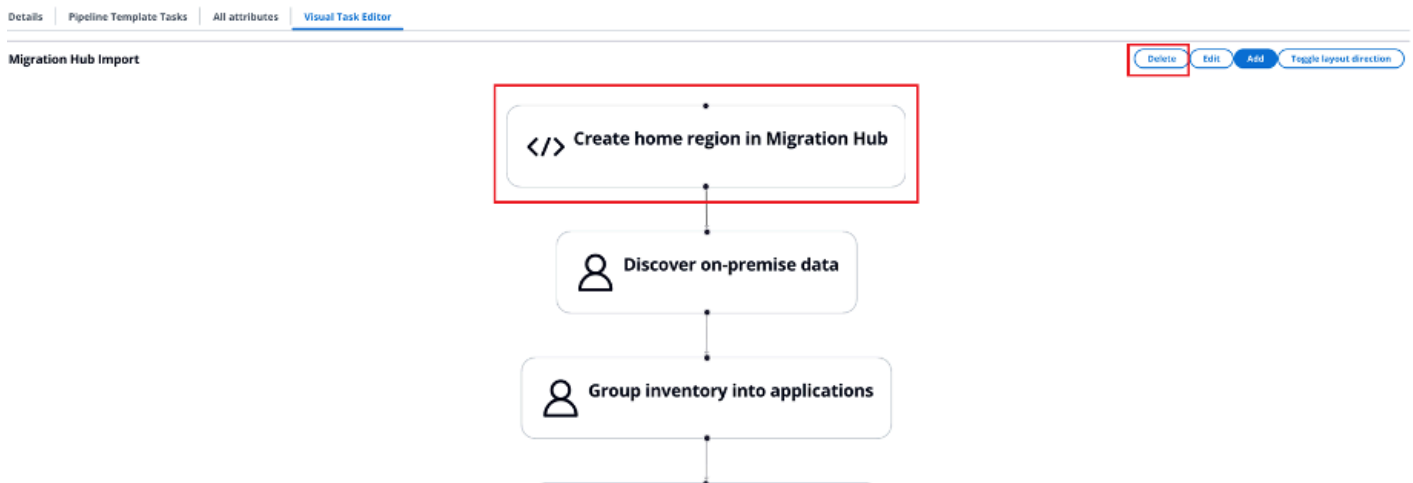 Details Pipeline Template Tasks All attributes Visual Task Editor
Migration Hub Import Delete Edit Add Toggle layout direction
</> Create home region in Migration Hub
Discover on-premise data
Group inventory into applications